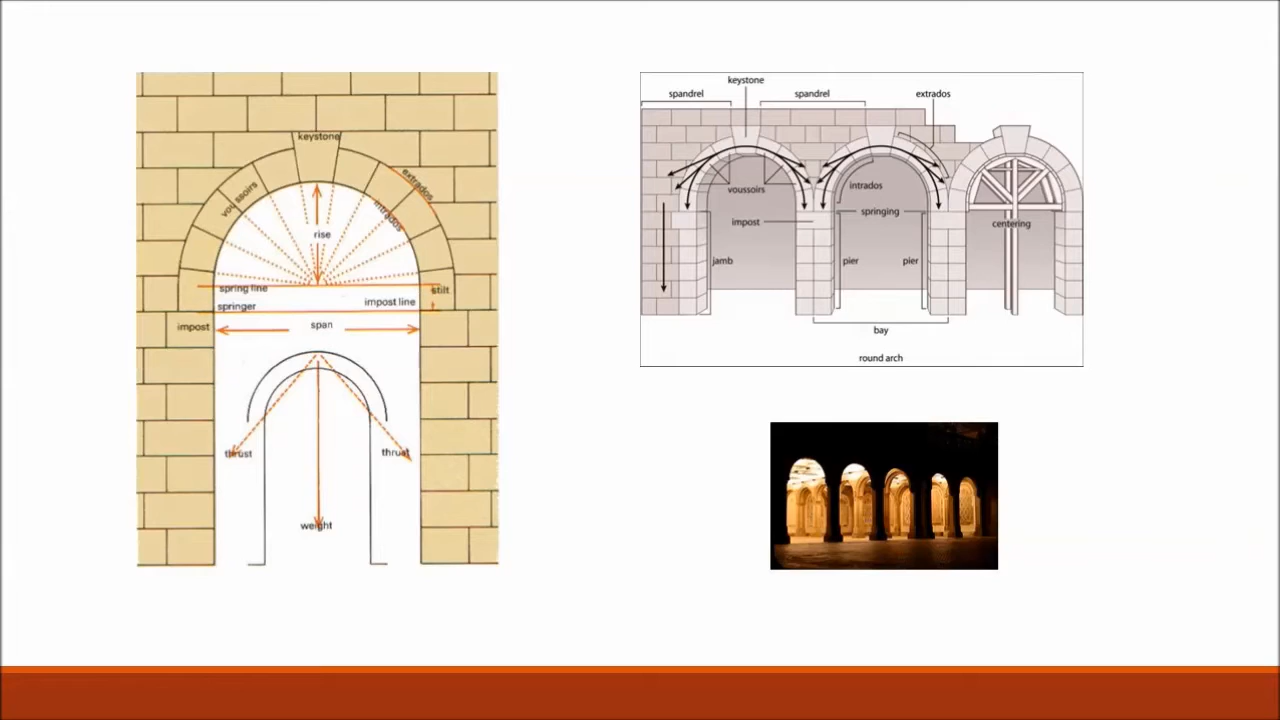 keystone
voussoirs
extrados
intrados
rise
spring line
stilt
springer
impost line
impost
span
thrust
thrust
weight
keystone
spandrel
spandrel
extrados
voussoirs
intrados
springing
impost
centering
jamb
pier
pier
bay
round arch